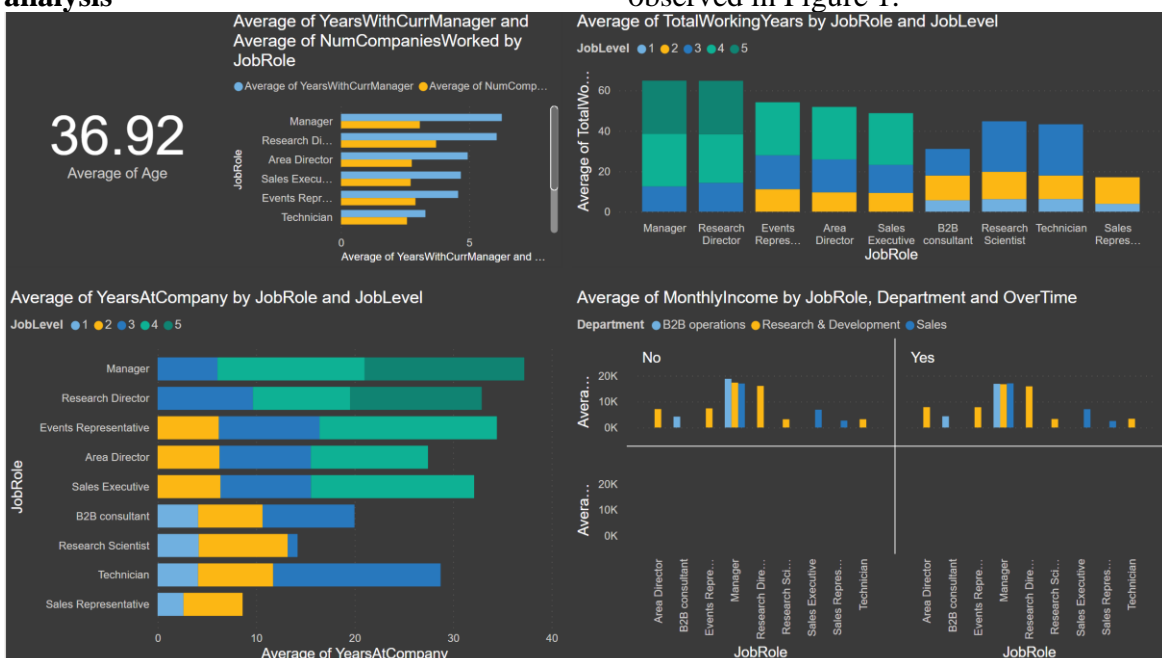 analysis
observed in Figure 1.
Average of YearsWithCurrManager and
Average of NumCompaniesWorked by
JobRole
Average of YearsWithCurrManager Average of NumComp...
36.92
Average of Age
JobRole
Manager
Research Di...
Area Director
Sales Execu...
Events Repr...
Technician
0 5
Average of YearsWithCurrManager and ...
Average of TotalWorkingYears by JobRole and JobLevel
JobLevel 1 2 3 4 5
Average of TotalWo...
60
40
20
0
Manager Research Director Events Repres... Area Director Sales Executive B2B consultant Research Scientist Technician Sales Repres...
JobRole
Average of YearsAtCompany by JobRole and JobLevel
JobLevel 1 2 3 4 5
JobRole
Manager
Research Director
Events Representative
Area Director
Sales Executive
B2B consultant
Research Scientist
Technician
Sales Representative
0 10 20 30 40
Average of YearsAtCompany
Average of MonthlyIncome by JobRole, Department and OverTime
Department B2B operations Research & Development Sales
No Yes
Avera...
20K
10K
0K
Avera...
20K
10K
0K
Area Director B2B consultant Events Repre... Manager Research Dire... Research Sci... Sales Executive Sales Repres... Technician
Area Director B2B consultant Events Repre... Manager Research Dire... Research Sci... Sales Executive Sales Repres... Technician
JobRole JobRole